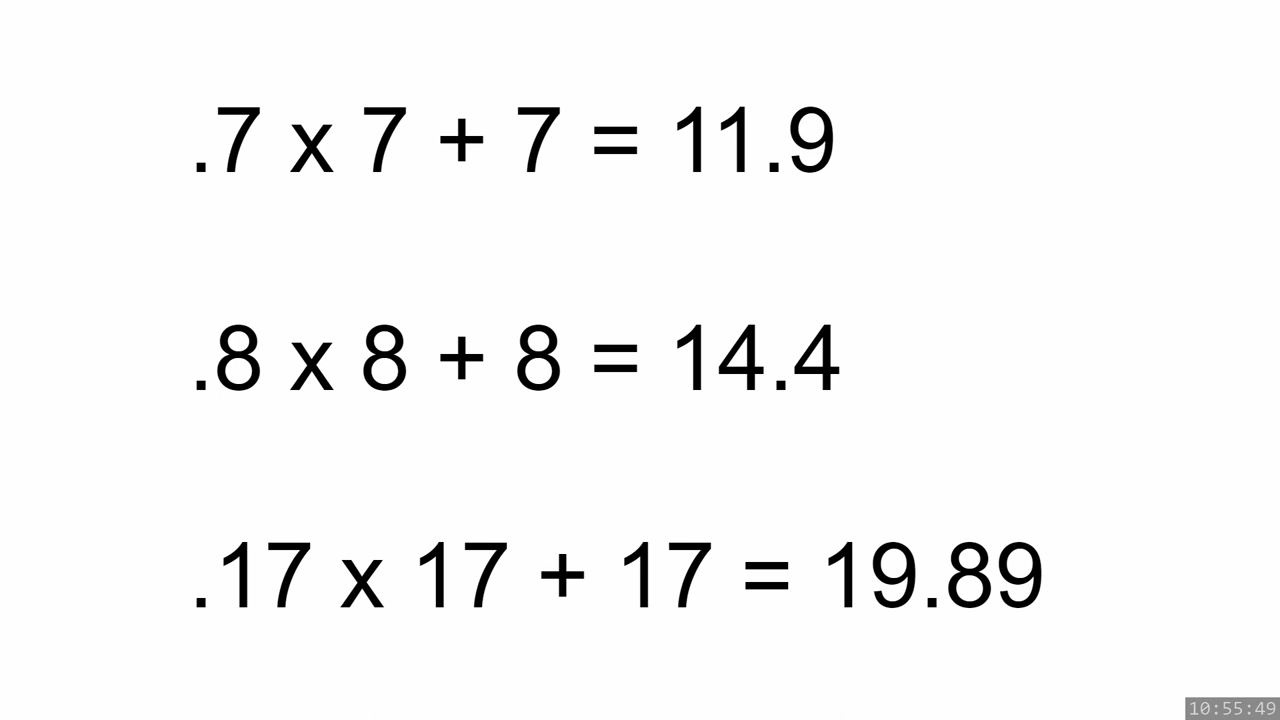 .7 x 7 + 7 = 11.9
.8 x 8 + 8 = 14.4
.17 x 17 + 17 = 19.89
10:55:49